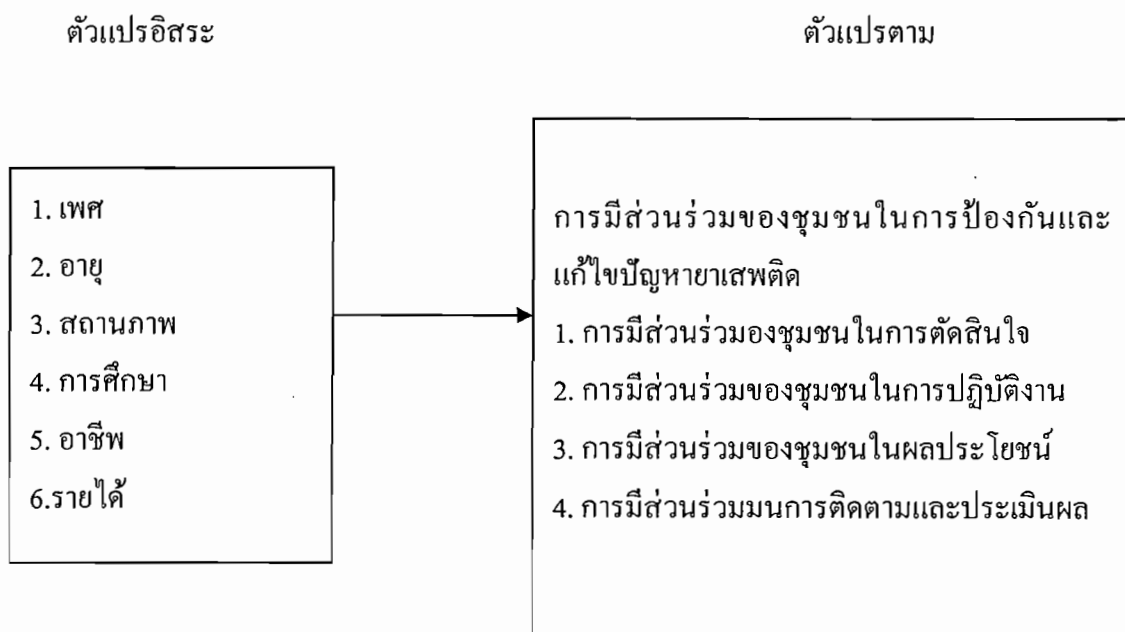 ตัวแปรอิสระ
ตัวแปรตาม
1. เพศ
2. อายุ
3. สถานภาพ
4. การศึกษา
5. อาชีพ
6.รายได้
การมีส่วนร่วมของชุมชนในการป้องกันและ
แก้ไขปัญหายาเสพติด
1. การมีส่วนร่วมองชุมชนในการตัดสินใจ
2. การมีส่วนร่วมของชุมชนในการปฏิบัติงาน
3. การมีส่วนร่วมของชุมชนในผลประโยชน์
4. การมีส่วนร่วมมนการติดตามและประเมินผล